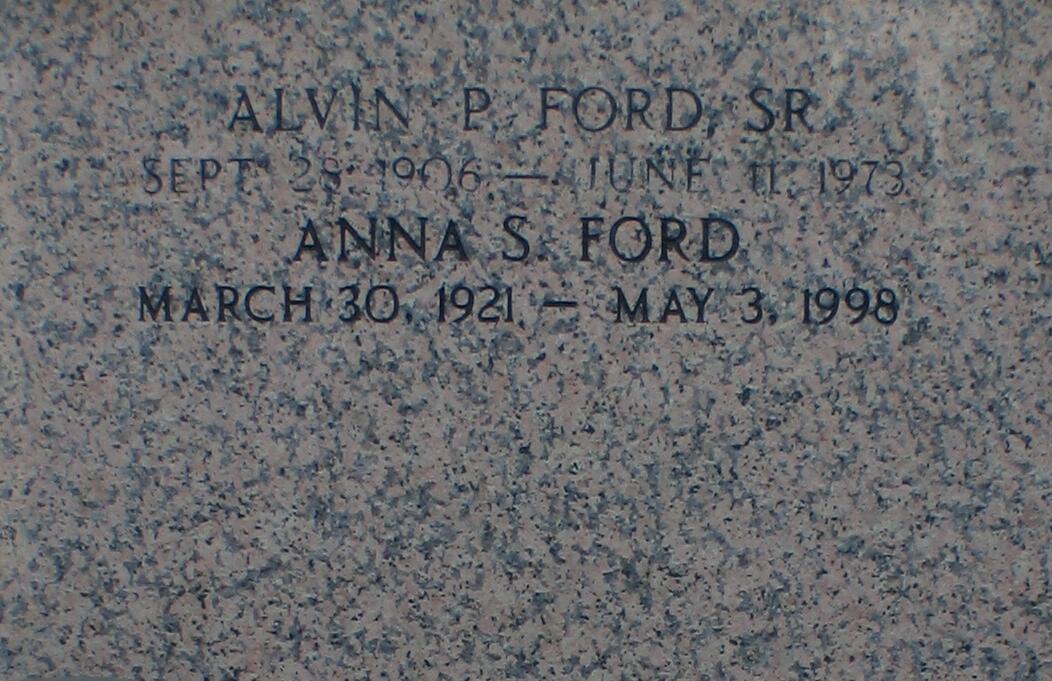 ALVIN P. FORD, SR.
SEPT. 28, 1906 — JUNE 11, 1973
ANNA S. FORD
MARCH 30, 1921 — MAY 3, 1998